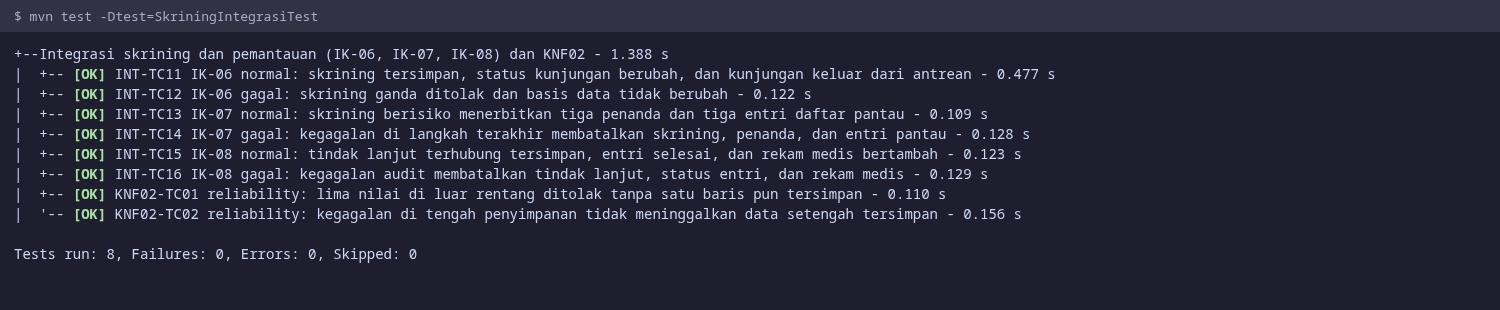 $ mvn test -Dtest=SkriningIntegrasiTest
+--Integrasi skrining dan pemantauan (IK-06, IK-07, IK-08) dan KNF02 - 1.388 s
|  +-- [OK] INT-TC11 IK-06 normal: skrining tersimpan, status kunjungan berubah, dan kunjungan keluar dari antrean - 0.477 s
|  +-- [OK] INT-TC12 IK-06 gagal: skrining ganda ditolak dan basis data tidak berubah - 0.122 s
|  +-- [OK] INT-TC13 IK-07 normal: skrining berisiko menerbitkan tiga penanda dan tiga entri daftar pantau - 0.109 s
|  +-- [OK] INT-TC14 IK-07 gagal: kegagalan di langkah terakhir membatalkan skrining, penanda, dan entri pantau - 0.128 s
|  +-- [OK] INT-TC15 IK-08 normal: tindak lanjut terhubung tersimpan, entri selesai, dan rekam medis bertambah - 0.123 s
|  +-- [OK] INT-TC16 IK-08 gagal: kegagalan audit membatalkan tindak lanjut, status entri, dan rekam medis - 0.129 s
|  +-- [OK] KNF02-TC01 reliability: lima nilai di luar rentang ditolak tanpa satu baris pun tersimpan - 0.110 s
|  '-- [OK] KNF02-TC02 reliability: kegagalan di tengah penyimpanan tidak meninggalkan data setengah tersimpan - 0.156 s
Tests run: 8, Failures: 0, Errors: 0, Skipped: 0